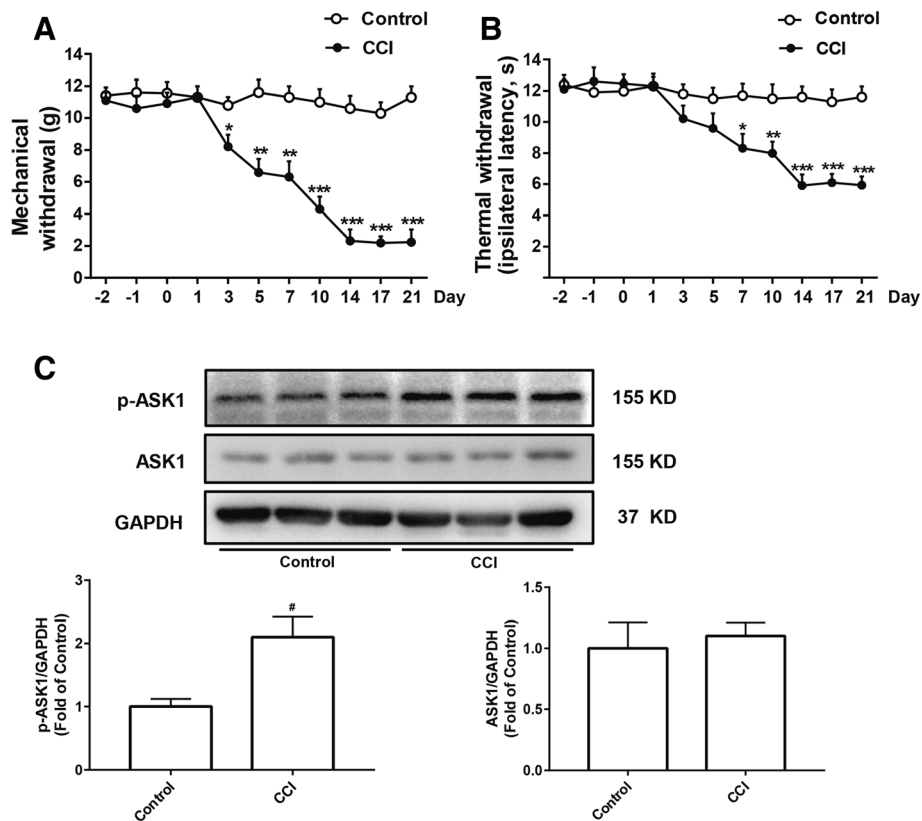 A
Control
CCI
Mechanical
withdrawal (g)
14
12
10
8
6
4
2
0
*
**
**
***
***
***
***
-2 -1 0 1 3 5 7 10 14 17 21 Day
B
Control
CCI
Thermal withdrawal
(ipsilateral latency, s)
14
12
10
8
6
4
2
*
**
***
***
***
-2 -1 0 1 3 5 7 10 14 17 21 Day
C
p-ASK1 155 KD
ASK1 155 KD
GAPDH 37 KD
Control CCI
p-ASK1/GAPDH
(Fold of Control)
3
2
1
0
#
Control CCI
ASK1/GAPDH
(Fold of Control)
1.5
1.0
0.5
0.0
Control CCI